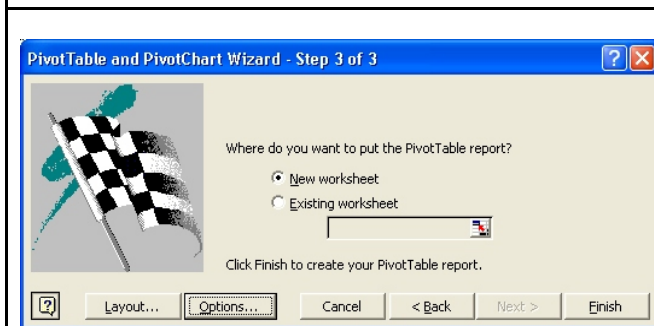 PivotTable and PivotChart Wizard - Step 3 of 3
Where do you want to put the PivotTable report?
New worksheet
Existing worksheet
Click Finish to create your PivotTable report.
Layout... Options... Cancel < Back Next > Finish